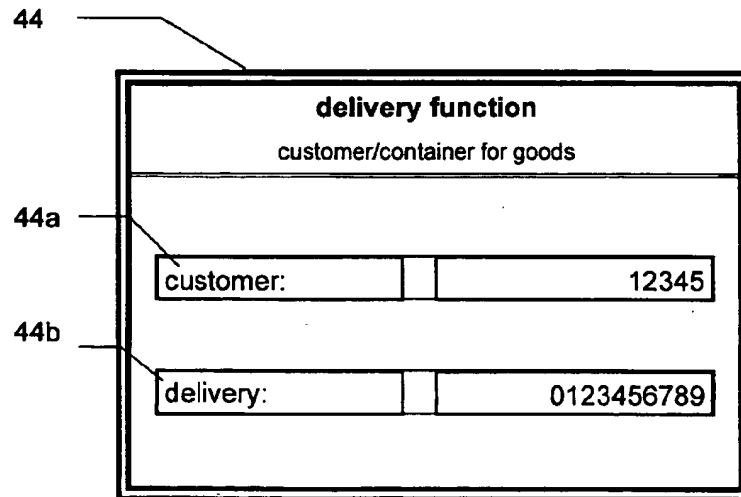 44
delivery function
customer/container for goods
44a
customer: 12345
44b
delivery: 0123456789